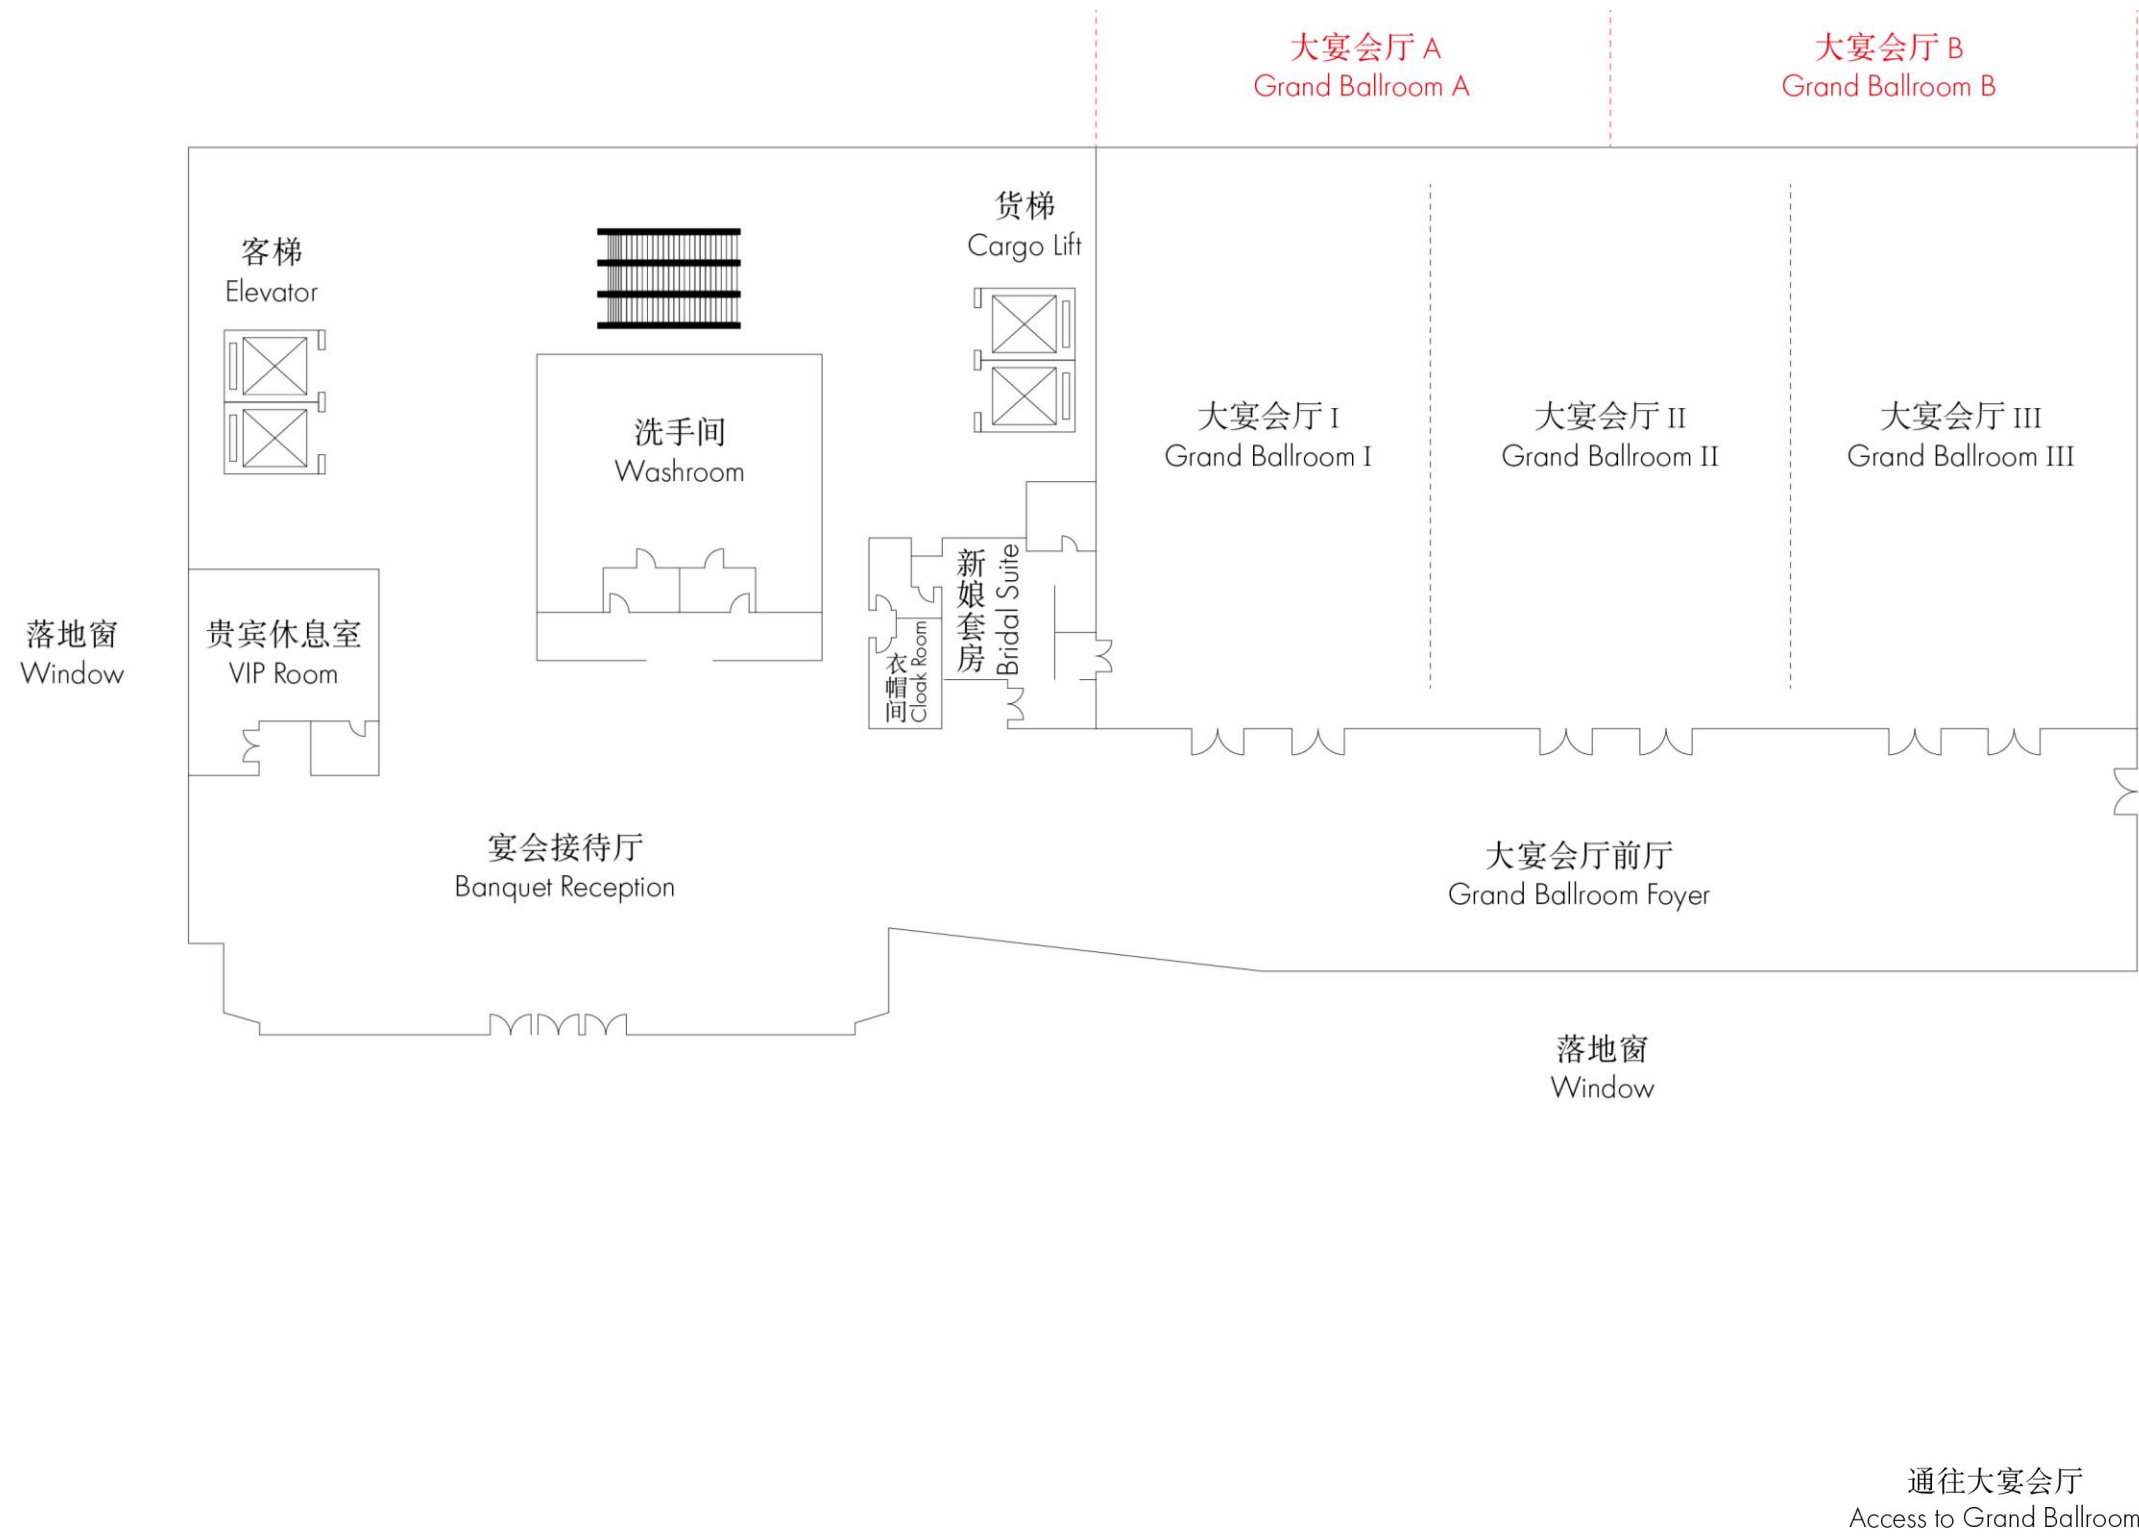 大宴会厅 A
Grand Ballroom A
大宴会厅 B
Grand Ballroom B
货梯
Cargo Lift
客梯
Elevator
洗手间
Washroom
大宴会厅 I
Grand Ballroom I
大宴会厅 II
Grand Ballroom II
大宴会厅 III
Grand Ballroom III
新娘套房
Bridal Suite
衣帽间
Cloak Room
落地窗
Window
贵宾休息室
VIP Room
宴会接待厅
Banquet Reception
大宴会厅前厅
Grand Ballroom Foyer
落地窗
Window
通往大宴会厅
Access to Grand Ballroom